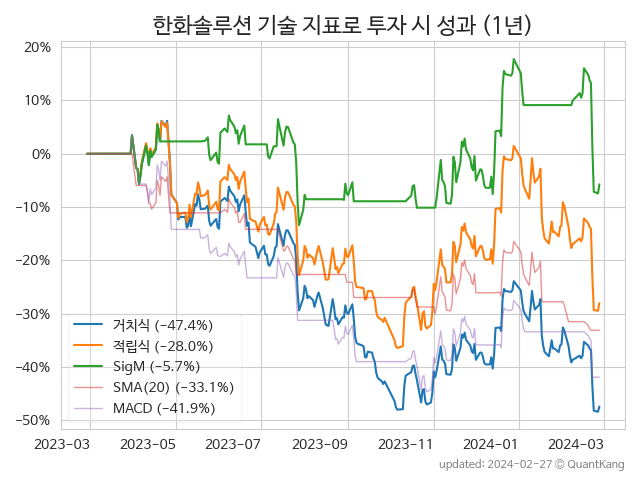 한화솔루션 기술 지표로 투자 시 성과 (1년)
20%
10%
0%
−10%
−20%
−30%
−40%
−50%
거치식 (−47.4%)
적립식 (−28.0%)
SigM (−5.7%)
SMA(20) (−33.1%)
MACD (−41.9%)
2023-03 2023-05 2023-07 2023-09 2023-11 2024-01 2024-03
updated: 2024-02-27 © QuantKang